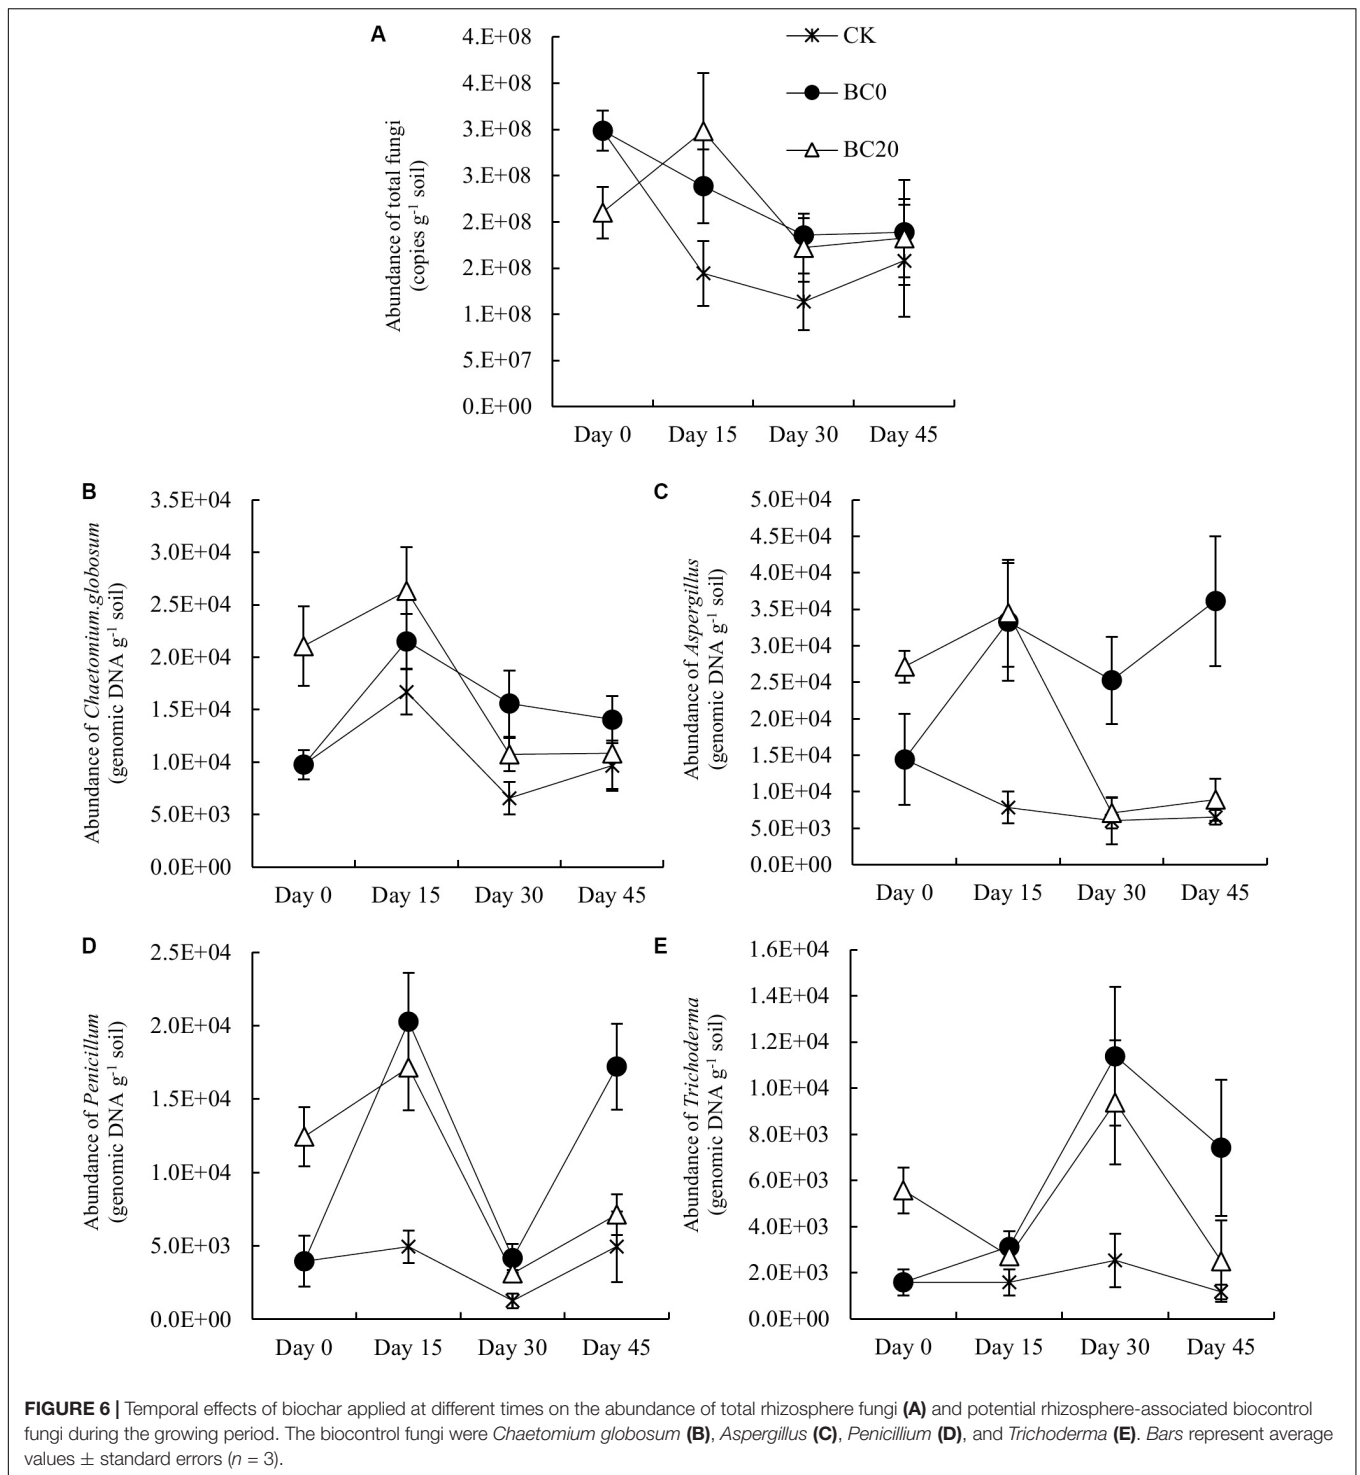 A
4.E+08
4.E+08
3.E+08
3.E+08
2.E+08
2.E+08
1.E+08
5.E+07
0.E+00
Abundance of total fungi
(copies g⁻¹ soil)
CK
BC0
BC20
Day 0 Day 15 Day 30 Day 45
B
3.5E+04
3.0E+04
2.5E+04
2.0E+04
1.5E+04
1.0E+04
5.0E+03
0.0E+00
Abundance of Chaetomium.globosum
(genomic DNA g⁻¹ soil)
Day 0 Day 15 Day 30 Day 45
C
5.0E+04
4.5E+04
4.0E+04
3.5E+04
3.0E+04
2.5E+04
2.0E+04
1.5E+04
1.0E+04
5.0E+03
0.0E+00
Abundance of Aspergillus
(genomic DNA g⁻¹ soil)
Day 0 Day 15 Day 30 Day 45
D
2.5E+04
2.0E+04
1.5E+04
1.0E+04
5.0E+03
0.0E+00
Abundance of Penicillum
(genomic DNA g⁻¹ soil)
Day 0 Day 15 Day 30 Day 45
E
1.6E+04
1.4E+04
1.2E+04
1.0E+04
8.0E+03
6.0E+03
4.0E+03
2.0E+03
0.0E+00
Abundance of Trichoderma
(genomic DNA g⁻¹ soil)
Day 0 Day 15 Day 30 Day 45
FIGURE 6 | Temporal effects of biochar applied at different times on the abundance of total rhizosphere fungi (A) and potential rhizosphere-associated biocontrol
fungi during the growing period. The biocontrol fungi were Chaetomium globosum (B), Aspergillus (C), Penicillium (D), and Trichoderma (E). Bars represent average
values ± standard errors (n = 3).